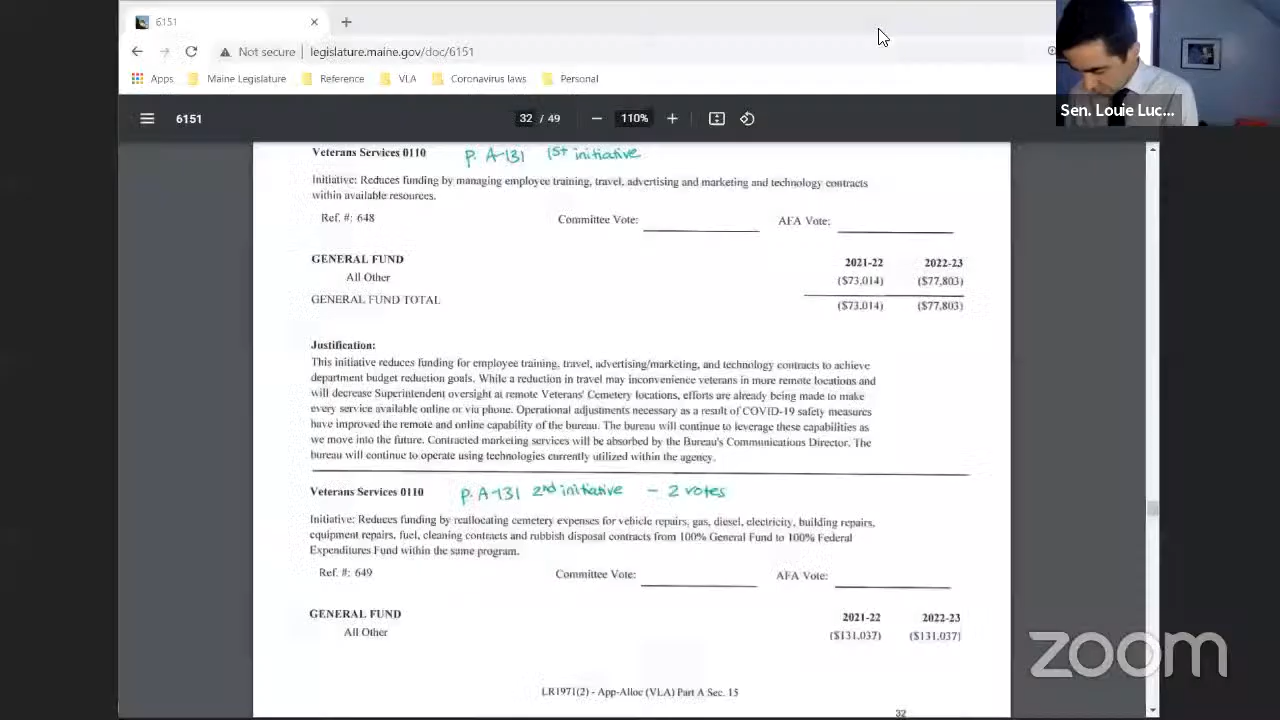 6151
Not secure legislature.maine.gov/doc/6151
Apps Maine Legislature Reference VLA Coronavirus laws Personal
Sen. Louie Luc...
6151 32 / 49 110%
Veterans Services 0110 p. A-131 1st initiative
Initiative: Reduces funding by managing employee training, travel, advertising and marketing and technology contracts
within available resources.
Ref. #: 648 Committee Vote: AFA Vote:
GENERAL FUND 2021-22 2022-23
All Other ($73,014) ($77,803)
GENERAL FUND TOTAL ($73,014) ($77,803)
Justification:
This initiative reduces funding for employee training, travel, advertising/marketing, and technology contracts to achieve
department budget reduction goals. While a reduction in travel may inconvenience veterans in more remote locations and
will decrease Superintendent oversight at remote Veterans' Cemetery locations, efforts are already being made to make
every service available online or via phone. Operational adjustments necessary as a result of COVID-19 safety measures
have improved the remote and online capability of the bureau. The bureau will continue to leverage these capabilities as
we move into the future. Contracted marketing services will be absorbed by the Bureau's Communications Director. The
bureau will continue to operate using technologies currently utilized within the agency.
Veterans Services 0110 p. A-131 2nd initiative - 2 votes
Initiative: Reduces funding by reallocating cemetery expenses for vehicle repairs, gas, diesel, electricity, building repairs,
equipment repairs, fuel, cleaning contracts and rubbish disposal contracts from 100% General Fund to 100% Federal
Expenditures Fund within the same program.
Ref. #: 649 Committee Vote: AFA Vote:
GENERAL FUND 2021-22 2022-23
All Other ($131,037) ($131,037)
zoom
LR1971(2) - App-Alloc (VLA) Part A Sec. 15
32